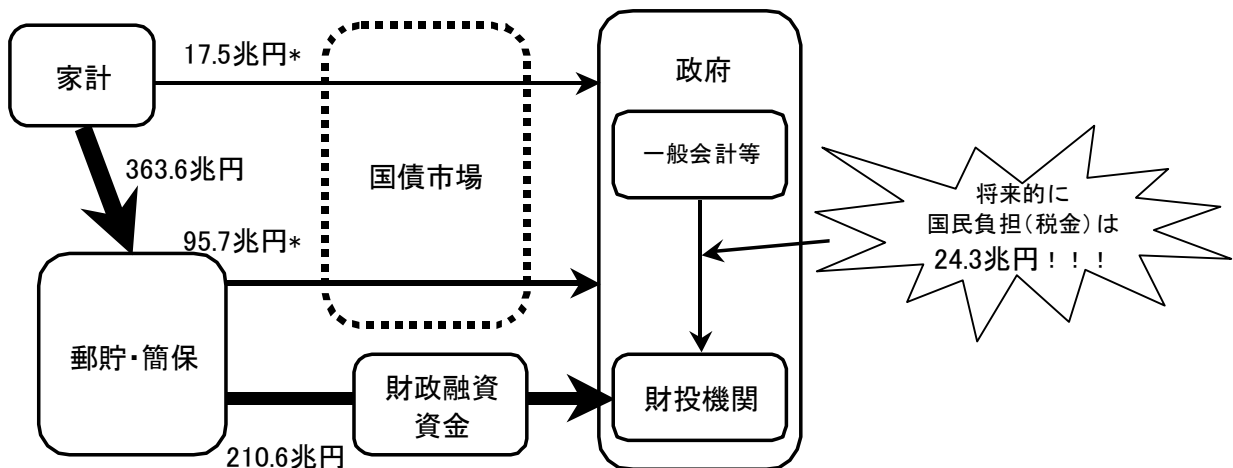 家計
17.5兆円*
363.6兆円
国債市場
95.7兆円*
郵貯・簡保
210.6兆円
財政融資
資金
政府
一般会計等
財投機関
将来的に
国民負担(税金)は
24.3兆円!!!